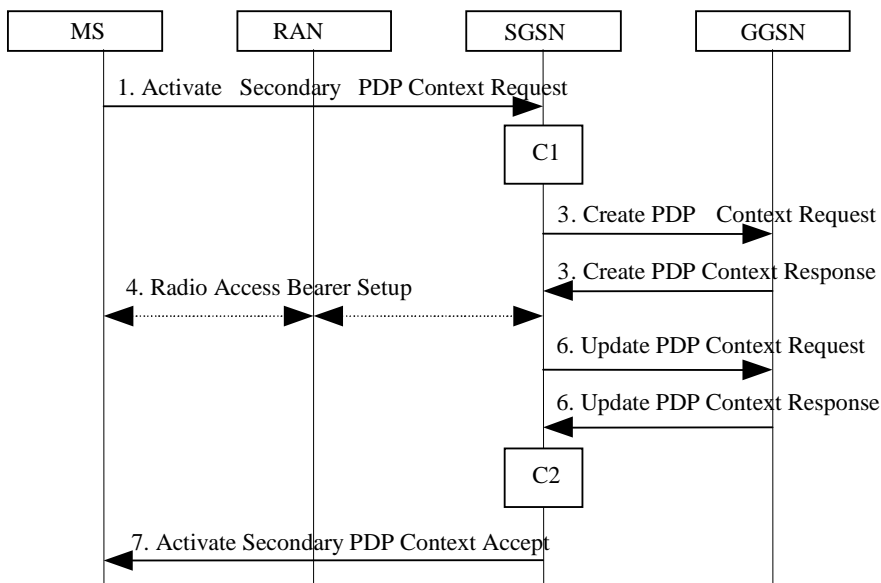 MS
RAN
SGSN
GGSN
1. Activate Secondary PDP Context Request
C1
3. Create PDP Context Request
3. Create PDP Context Response
4. Radio Access Bearer Setup
6. Update PDP Context Request
6. Update PDP Context Response
C2
7. Activate Secondary PDP Context Accept